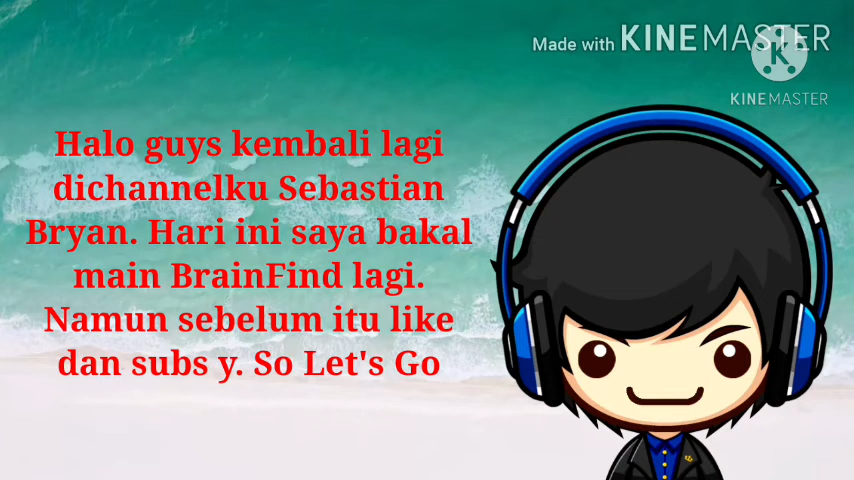 Made with KINEMASTER
K
KINEMASTER
Halo guys kembali lagi
dichannelku Sebastian
Bryan. Hari ini saya bakal
main BrainFind lagi.
Namun sebelum itu like
dan subs y. So Let's Go